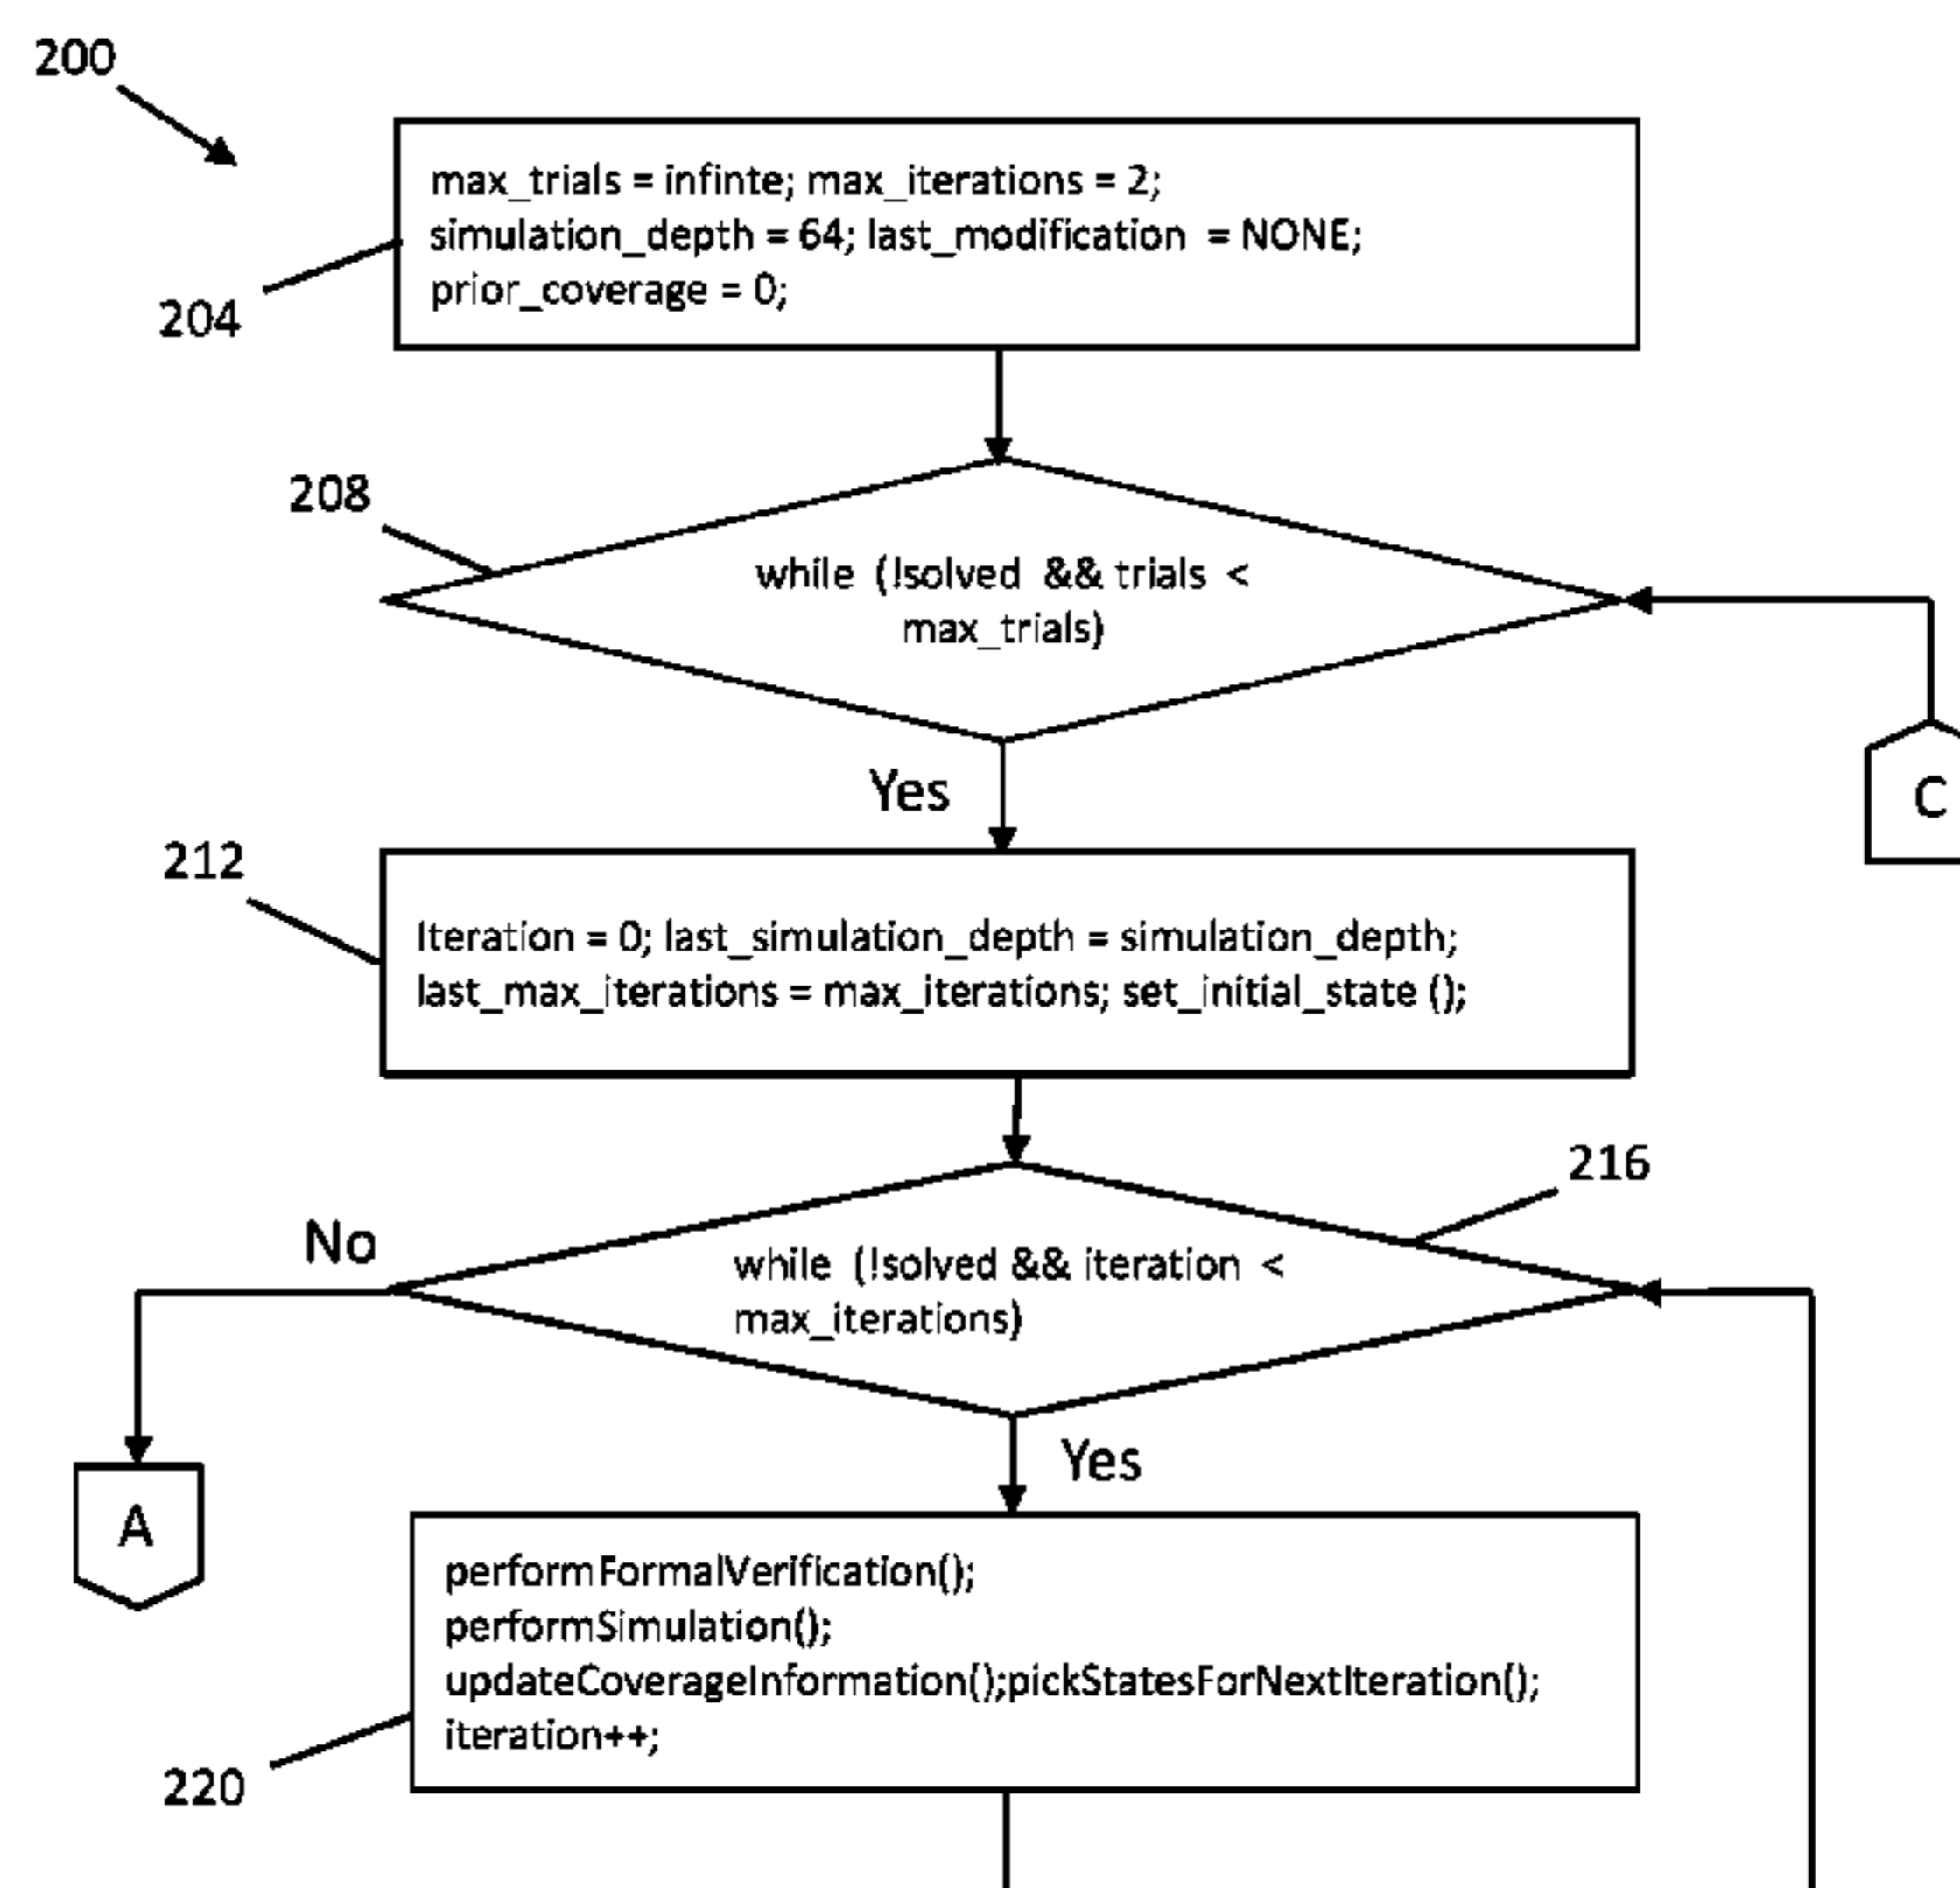 200
max_trials = infinte; max_iterations = 2;
simulation_depth = 64; last_modification = NONE;
prior_coverage = 0;
204
208
while (!solved && trials <
max_trials)
C
Yes
212
Iteration = 0; last_simulation_depth = simulation_depth;
last_max_iterations = max_iterations; set_initial_state ();
216
No
while (!solved && iteration <
max_iterations)
Yes
A
performFormalVerification();
performSimulation();
updateCoverageInformation();pickStatesForNextIteration();
iteration++;
220